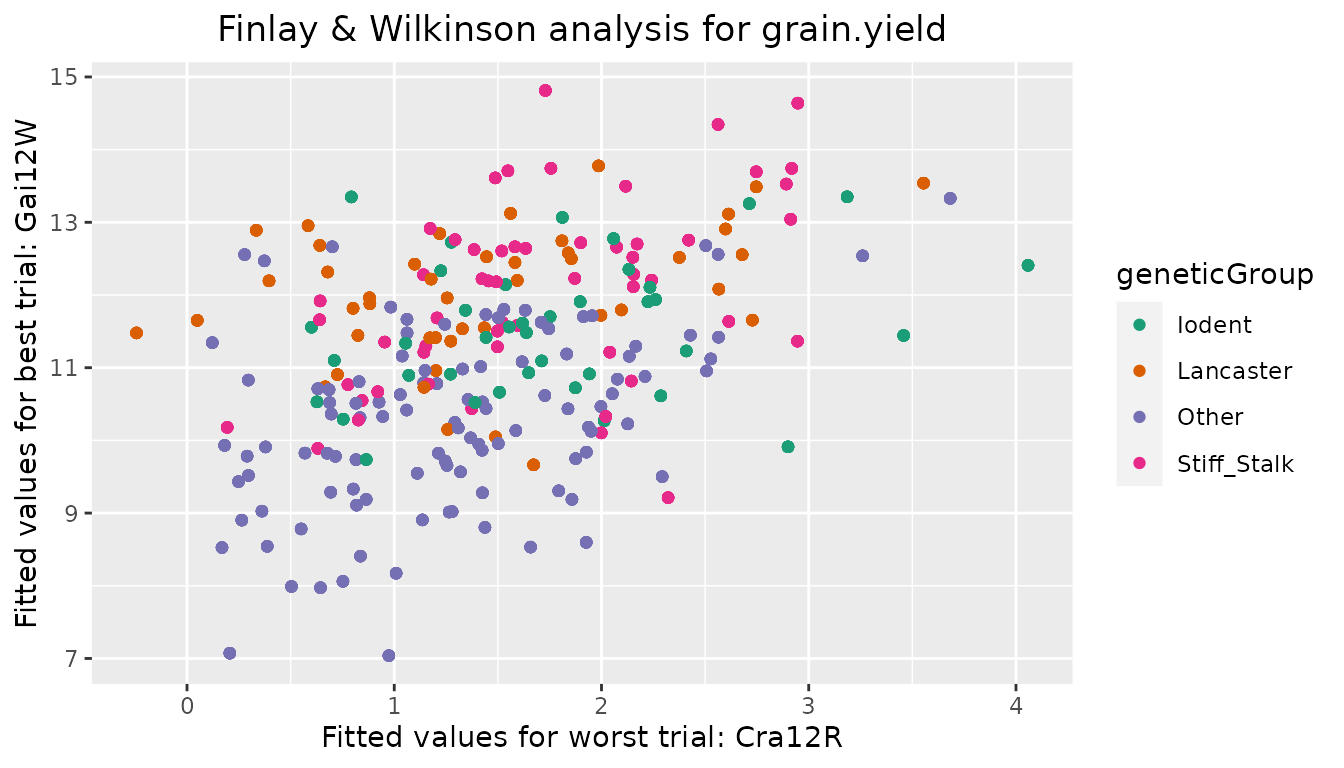 Finlay & Wilkinson analysis for grain.yield
Fitted values for best trial: Gai12W
15
13
11
9
7
0 1 2 3 4
Fitted values for worst trial: Cra12R
geneticGroup
Iodent
Lancaster
Other
Stiff_Stalk